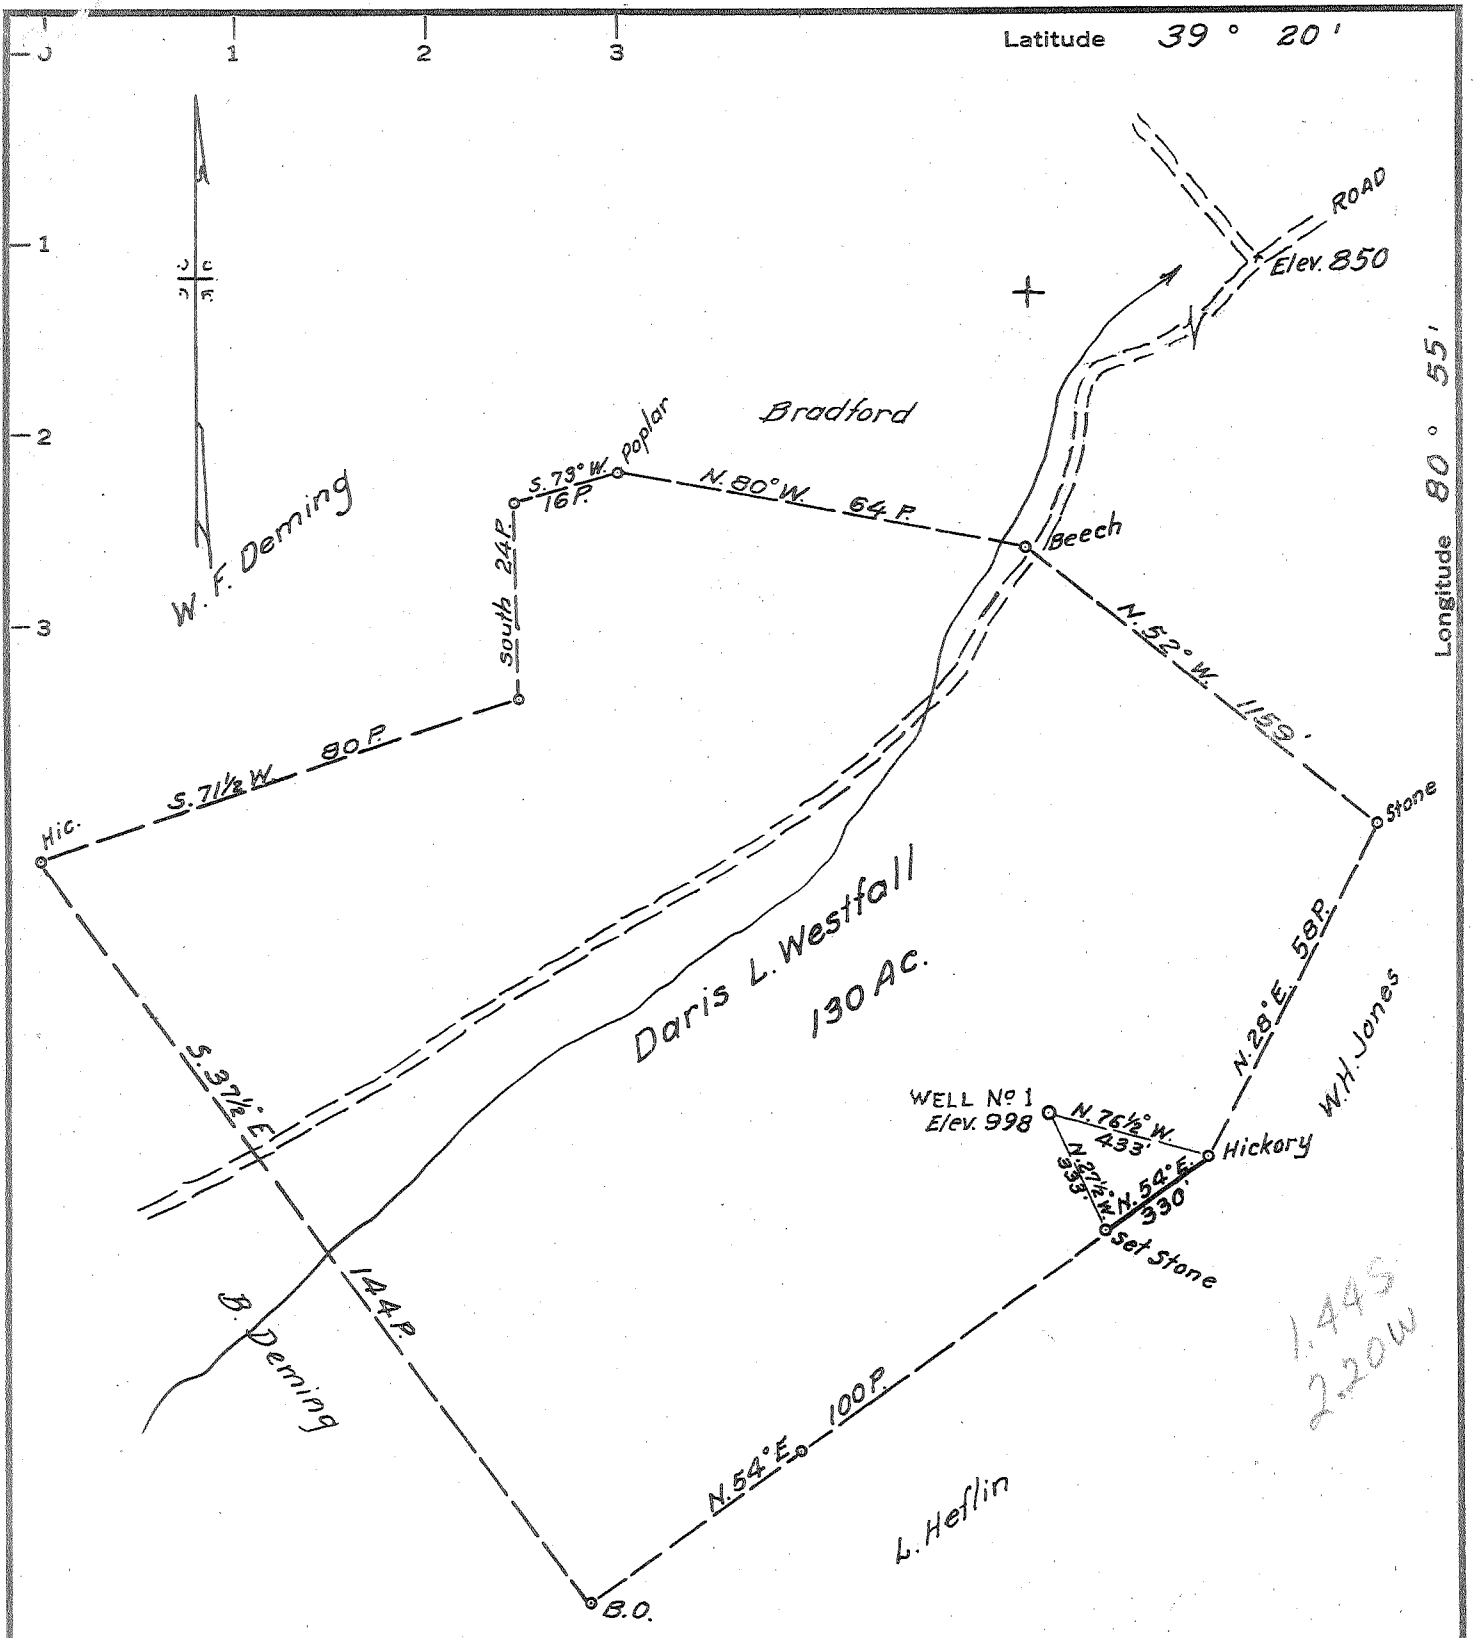 1 2 3
Latitude 39° 20'
ROAD
1
Elev. 850
Longitude 80° 55'
Bradford
2
Poplar
S. 73° W.
16 P.
N. 80° W. 64 P.
W. F. Deming
South 24 P.
Beech
3
N. 52° W. 1159'
80 P.
S. 71½ W.
Hic.
Stone
Daris L. Westfall
130 Ac.
58 P.
N. 28° E.
W. H. Jones
S. 37½° E.
WELL Nº 1
Elev. 998
N. 76½° W.
433'
Hickory
N. 27½° W.
333'
N. 54° E.
330'
Set Stone
144 P.
B. Deming
1.44 S
2.20 W
100 P.
N. 54° E.
L. Heflin
B.O.